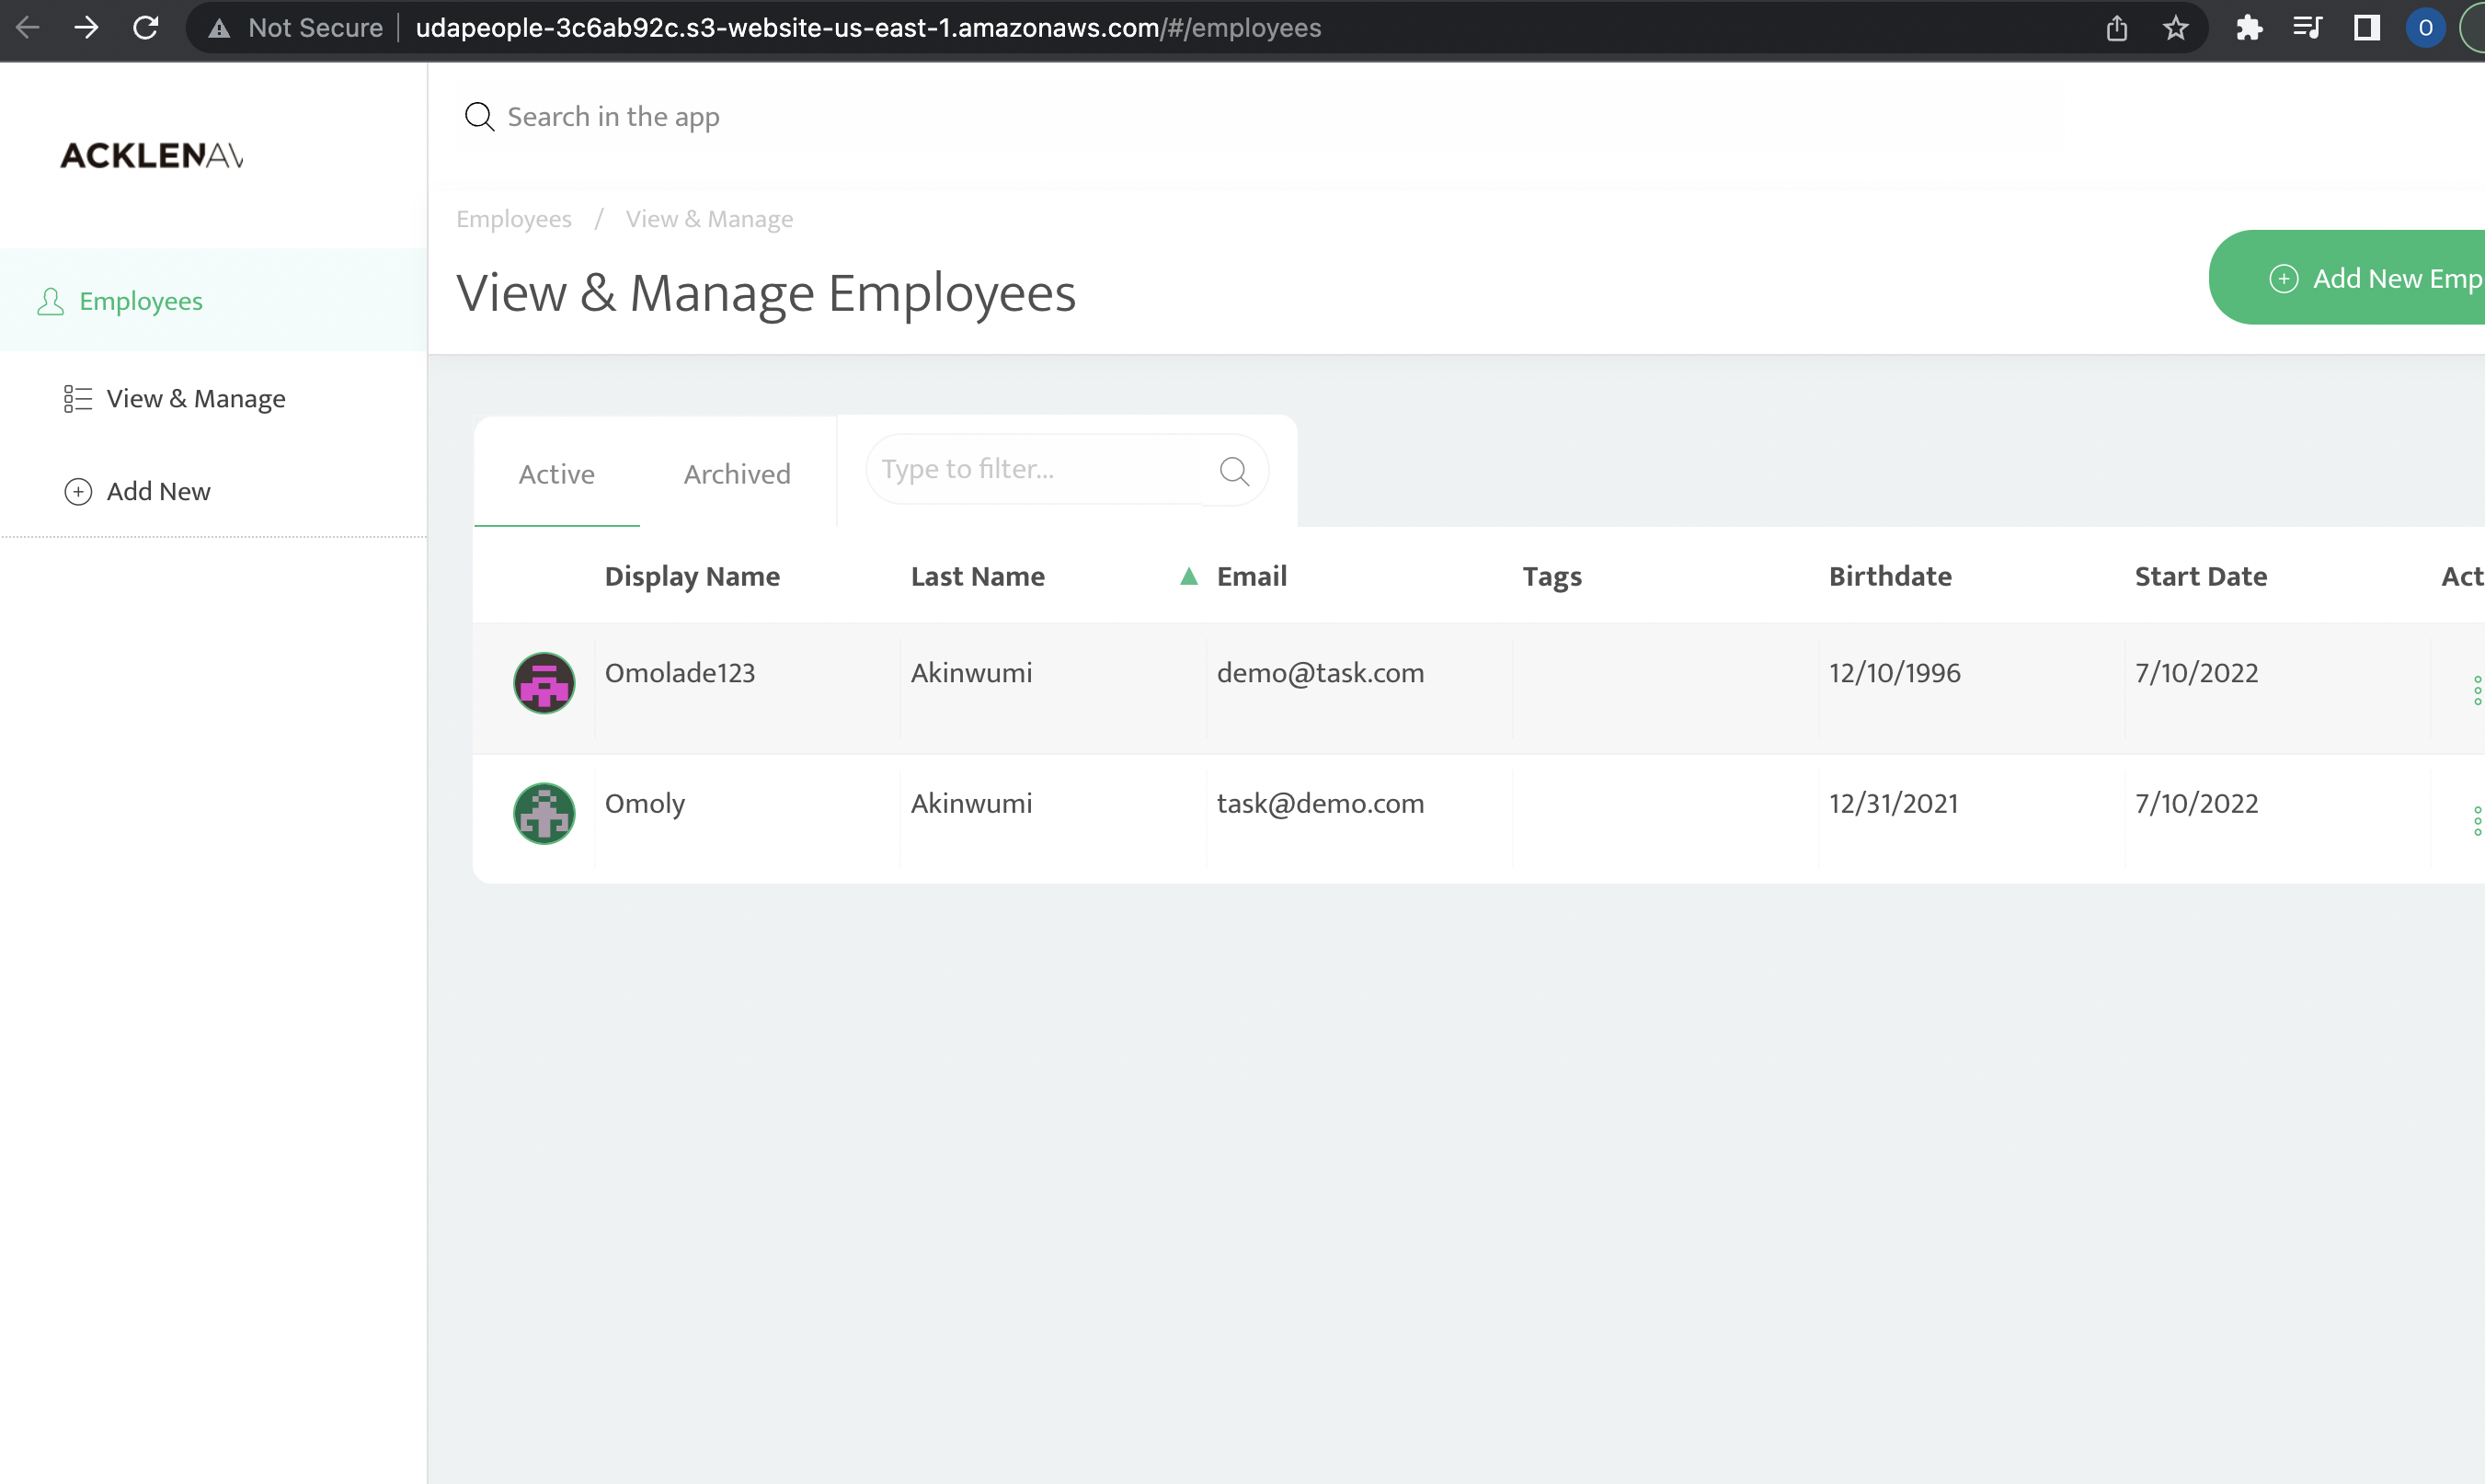 Not Secure udapeople-3c6ab92c.s3-website-us-east-1.amazonaws.com/#/employees O
Search in the app
ACKLENAV
Employees / View & Manage
View & Manage Employees
Add New Emp
Employees
View & Manage
Add New
Active Archived Type to filter...
Display Name Last Name Email Tags Birthdate Start Date Act
Omolade123 Akinwumi demo@task.com 12/10/1996 7/10/2022
Omoly Akinwumi task@demo.com 12/31/2021 7/10/2022